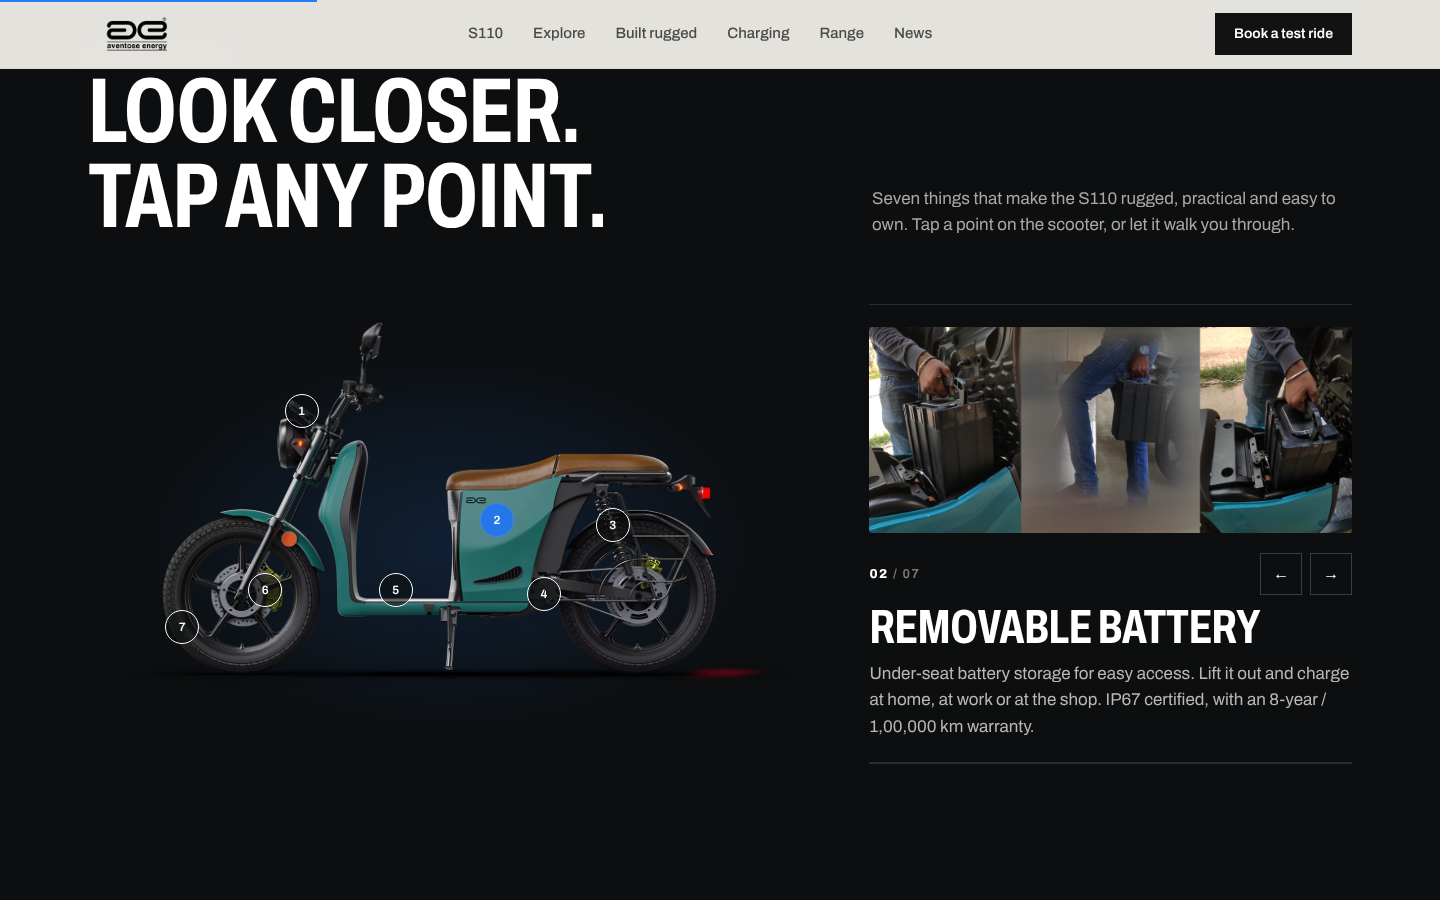 aventose energy
S110
Explore
Built rugged
Charging
Range
News
Book a test ride
LOOK CLOSER.
TAP ANY POINT.
Seven things that make the S110 rugged, practical and easy to
own. Tap a point on the scooter, or let it walk you through.
1
2
3
4
5
6
7
02 / 07
← →
REMOVABLE BATTERY
Under-seat battery storage for easy access. Lift it out and charge
at home, at work or at the shop. IP67 certified, with an 8-year /
1,00,000 km warranty.